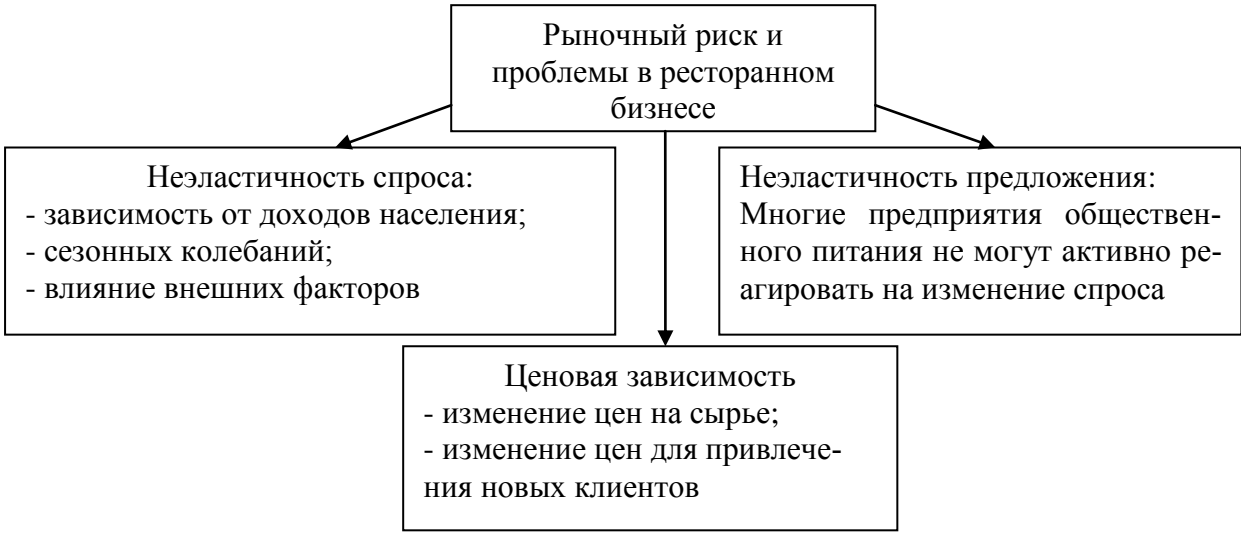 Рыночный риск и
проблемы в ресторанном
бизнесе
Неэластичность спроса:
- зависимость от доходов населения;
- сезонных колебаний;
- влияние внешних факторов
Неэластичность предложения:
Многие предприятия обществен-
ного питания не могут активно ре-
агировать на изменение спроса
Ценовая зависимость
- изменение цен на сырье;
- изменение цен для привлече-
ния новых клиентов